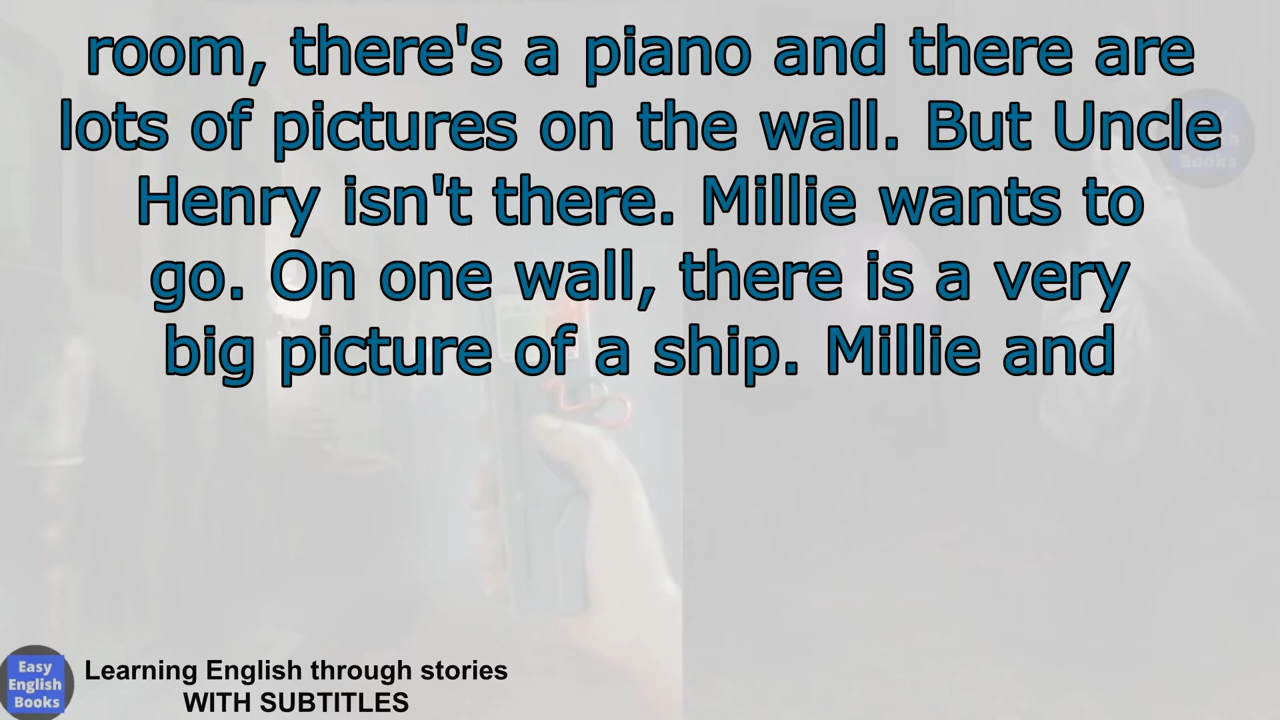 room, there's a piano and there are
lots of pictures on the wall. But Uncle
Henry isn't there. Millie wants to
go. On one wall, there is a very
big picture of a ship. Millie and
Easy
English
Books
Learning English through stories
WITH SUBTITLES
Books